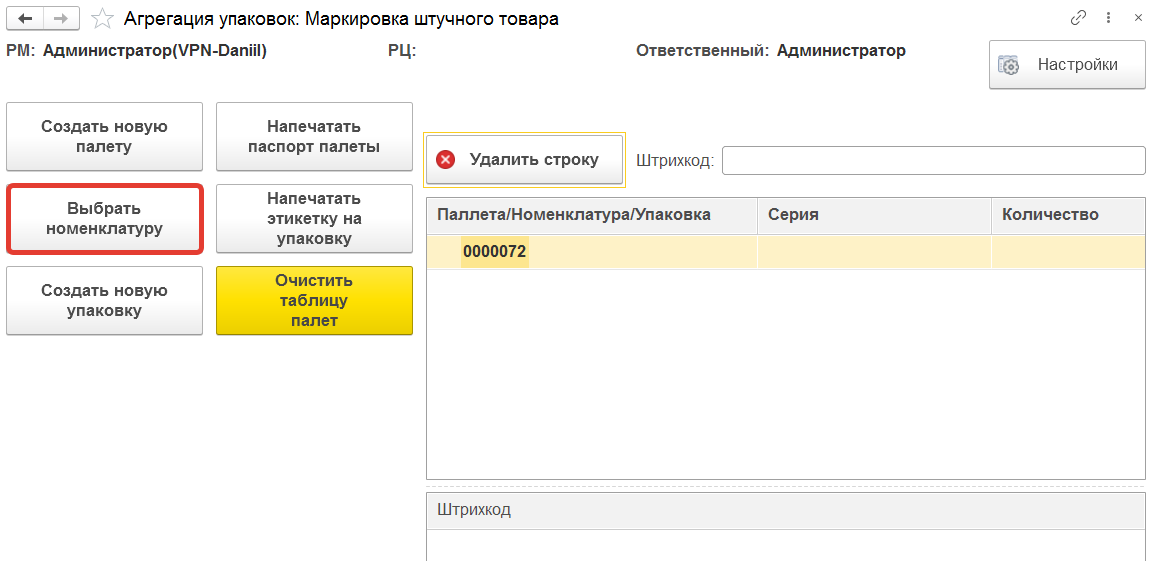 Агрегация упаковок: Маркировка штучного товара
РМ: Администратор(VPN-Daniil) РЦ: Ответственный: Администратор
Настройки
Создать новую
палету
Напечатать
паспорт палеты
Удалить строку
Штрихкод:
Выбрать
номенклатуру
Напечатать
этикетку на
упаковку
Создать новую
упаковку
Очистить
таблицу
палет
Паллета/Номенклатура/Упаковка Серия Количество
0000072
Штрихкод